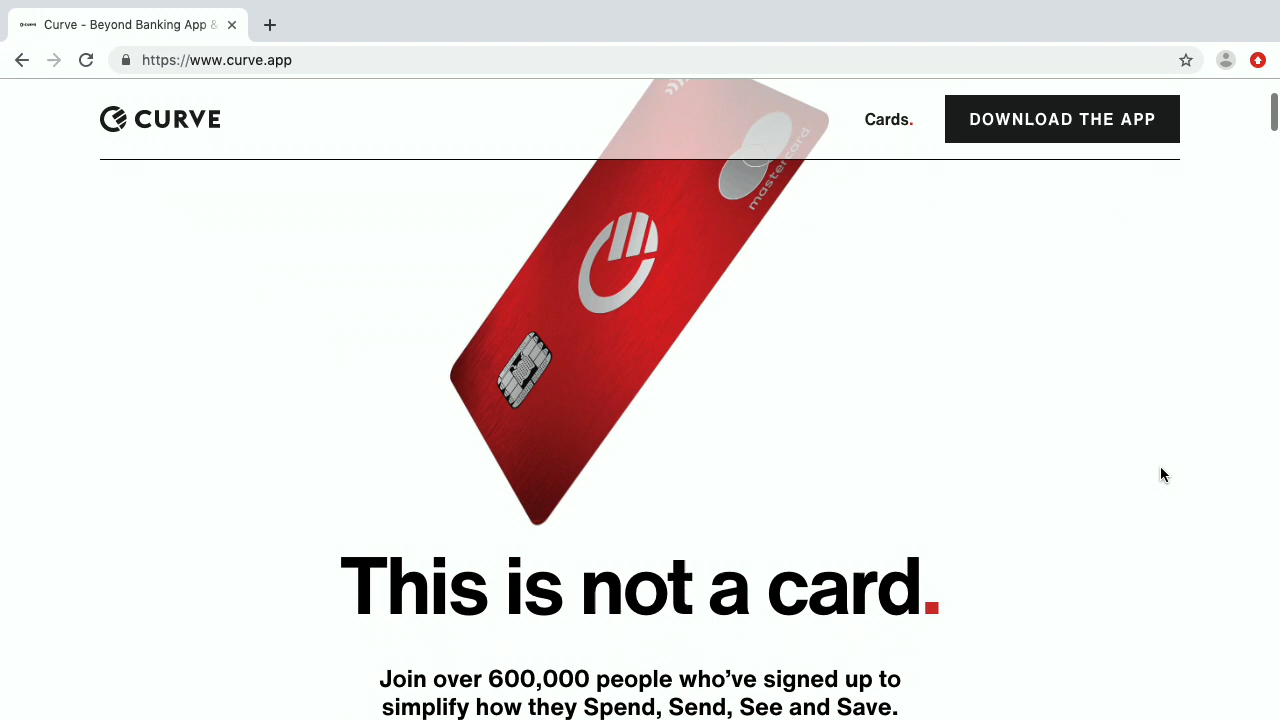 Curve - Beyond Banking App &
https://www.curve.app
CURVE
Cards.
DOWNLOAD THE APP
mastercard
This is not a card.
Join over 600,000 people who've signed up to
simplify how they Spend, Send, See and Save.